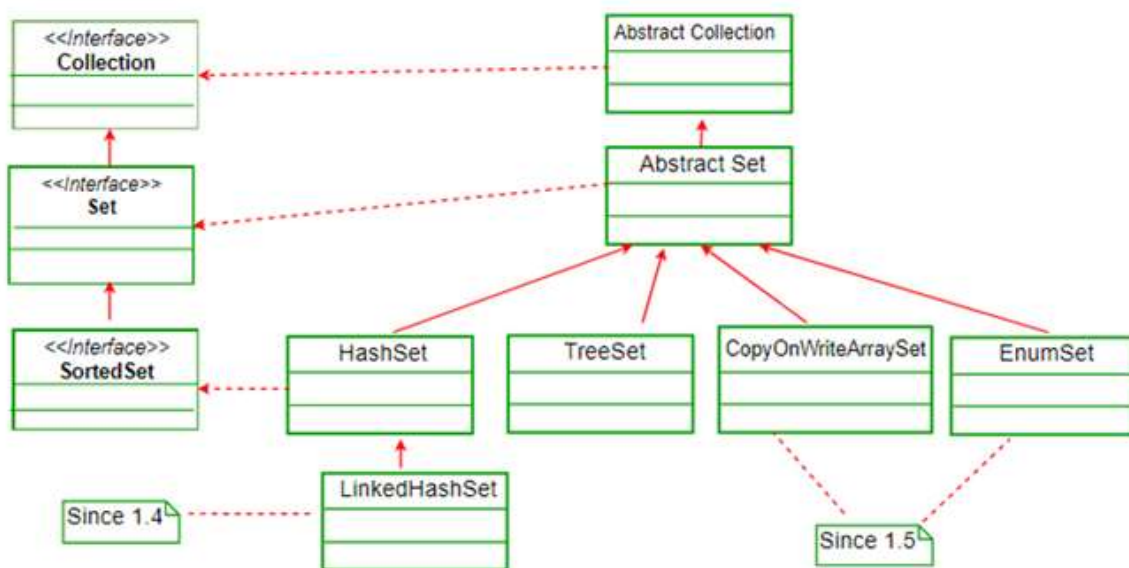 <<Interface>>
Collection
Abstract Collection
<<Interface>>
Set
Abstract Set
<<Interface>>
SortedSet
HashSet
TreeSet
CopyOnWriteArraySet
EnumSet
LinkedHashSet
Since 1.4
Since 1.5